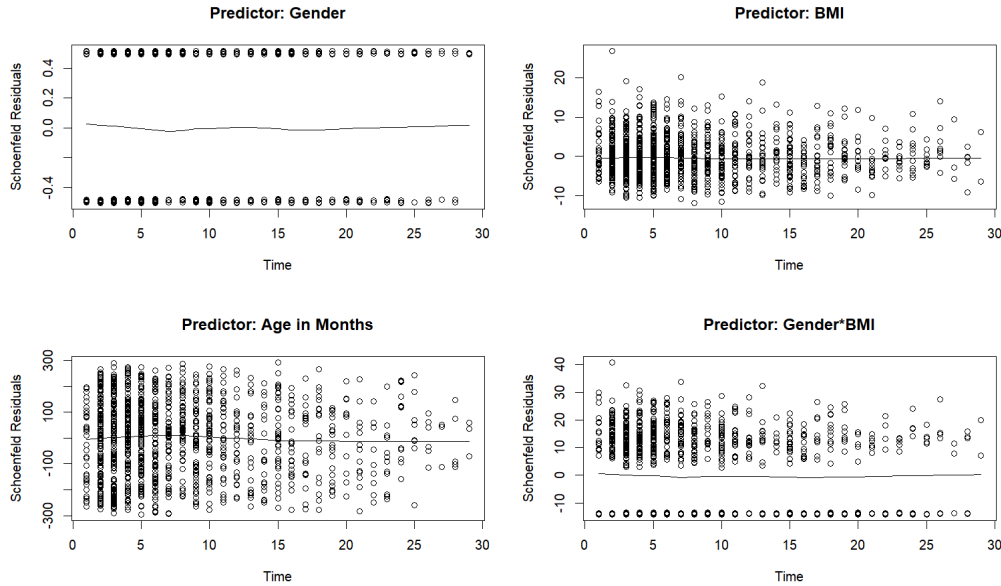 Predictor: Gender
Schoenfeld Residuals
0.4
0.0
-0.4
0 5 10 15 20 25 30
Time
Predictor: BMI
Schoenfeld Residuals
20
10
0
-10
0 5 10 15 20 25 30
Time
Predictor: Age in Months
Schoenfeld Residuals
300
100
-100
-300
0 5 10 15 20 25 30
Time
Predictor: Gender*BMI
Schoenfeld Residuals
40
30
20
10
0
-10
0 5 10 15 20 25 30
Time